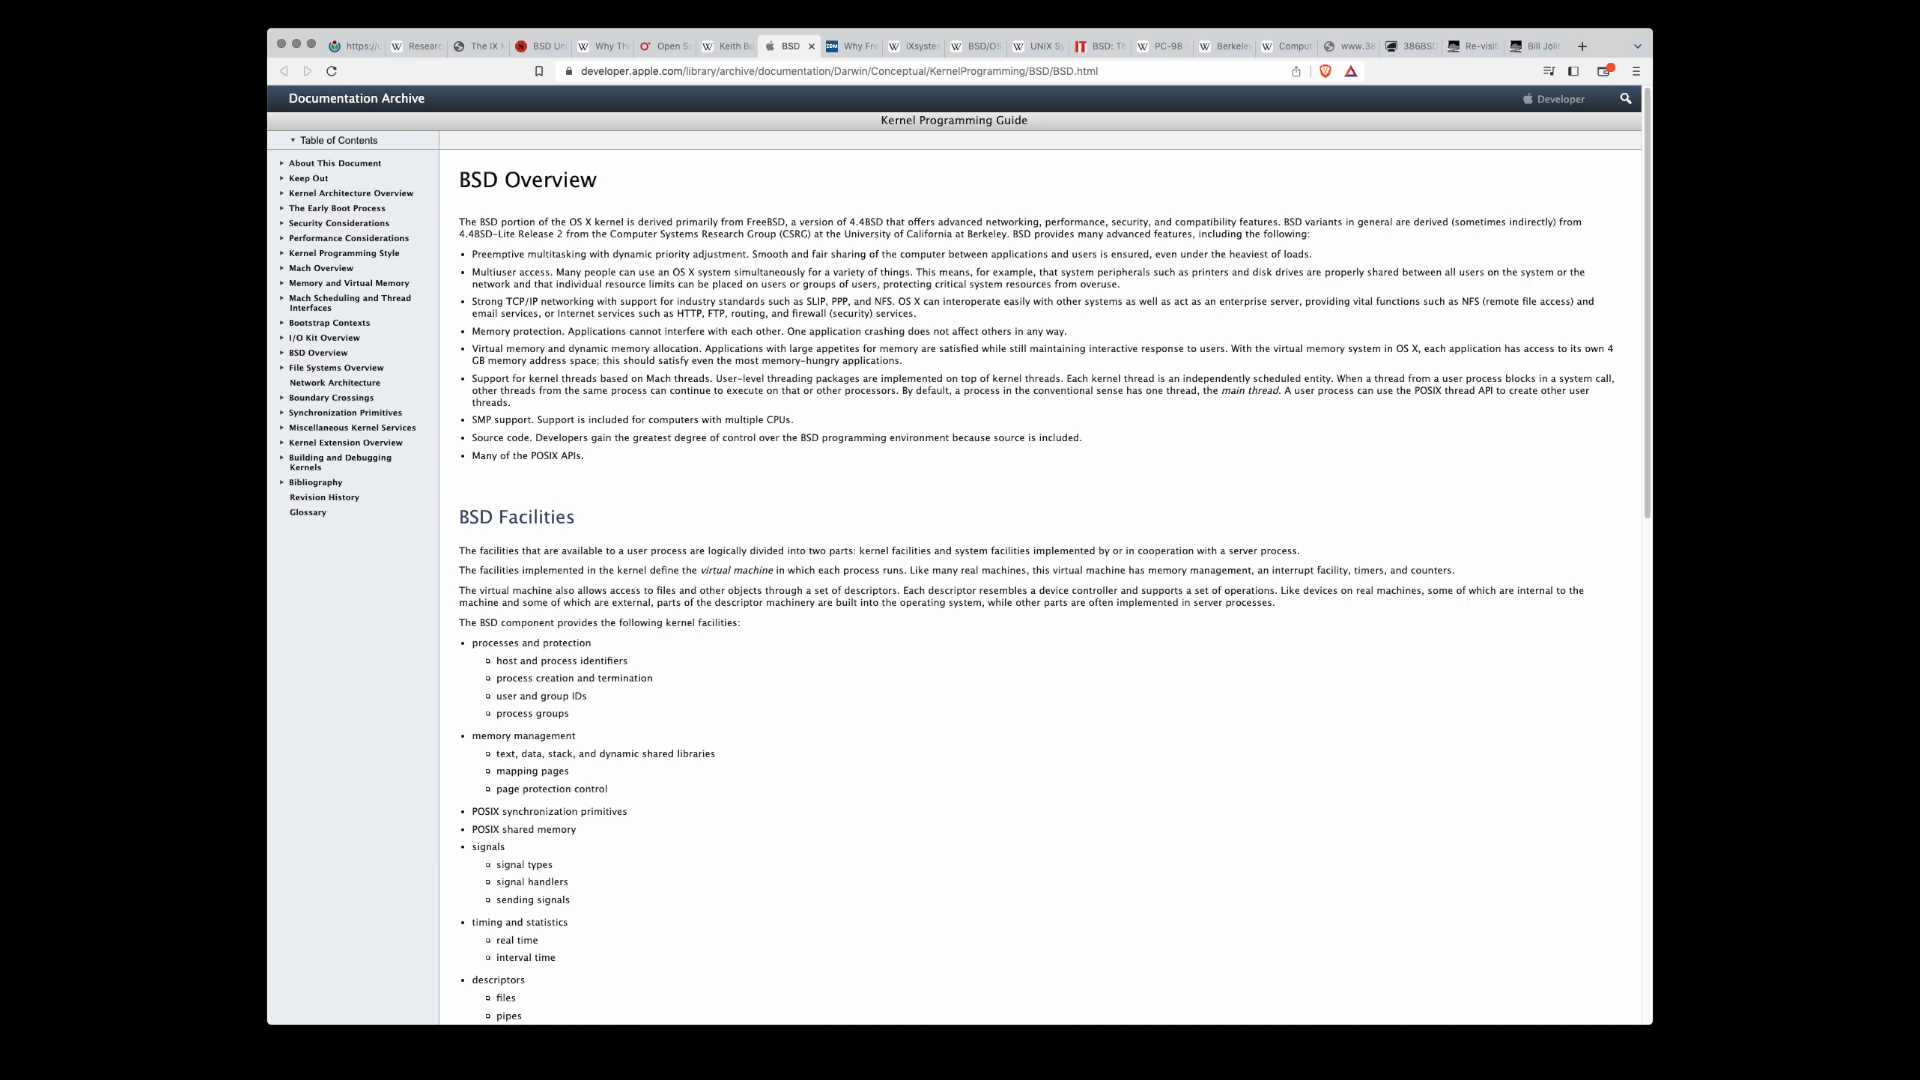 https://
Researc
The IX
BSD Un
Why Th
Open S
Keith Bo
BSD
Why Fre
iXsyste
BSD/OS
UNIX Sy
BSD: Th
PC-98
Berkele
Comput
www.38
386BSD
Re-visit
Bill Joli
developer.apple.com/library/archive/documentation/Darwin/Conceptual/KernelProgramming/BSD/BSD.html
Documentation Archive
Developer
Kernel Programming Guide
Table of Contents
About This Document
Keep Out
Kernel Architecture Overview
The Early Boot Process
Security Considerations
Performance Considerations
Kernel Programming Style
Mach Overview
Memory and Virtual Memory
Mach Scheduling and Thread
Interfaces
Bootstrap Contexts
I/O Kit Overview
BSD Overview
File Systems Overview
Network Architecture
Boundary Crossings
Synchronization Primitives
Miscellaneous Kernel Services
Kernel Extension Overview
Building and Debugging
Kernels
Bibliography
Revision History
Glossary
BSD Overview
The BSD portion of the OS X kernel is derived primarily from FreeBSD, a version of 4.4BSD that offers advanced networking, performance, security, and compatibility features. BSD variants in general are derived (sometimes indirectly) from
4.4BSD-Lite Release 2 from the Computer Systems Research Group (CSRG) at the University of California at Berkeley. BSD provides many advanced features, including the following:
• Preemptive multitasking with dynamic priority adjustment. Smooth and fair sharing of the computer between applications and users is ensured, even under the heaviest of loads.
• Multiuser access. Many people can use an OS X system simultaneously for a variety of things. This means, for example, that system peripherals such as printers and disk drives are properly shared between all users on the system or the
network and that individual resource limits can be placed on users or groups of users, protecting critical system resources from overuse.
• Strong TCP/IP networking with support for industry standards such as SLIP, PPP, and NFS. OS X can interoperate easily with other systems as well as act as an enterprise server, providing vital functions such as NFS (remote file access) and
email services, or Internet services such as HTTP, FTP, routing, and firewall (security) services.
• Memory protection. Applications cannot interfere with each other. One application crashing does not affect others in any way.
• Virtual memory and dynamic memory allocation. Applications with large appetites for memory are satisfied while still maintaining interactive response to users. With the virtual memory system in OS X, each application has access to its own 4
GB memory address space; this should satisfy even the most memory-hungry applications.
• Support for kernel threads based on Mach threads. User-level threading packages are implemented on top of kernel threads. Each kernel thread is an independently scheduled entity. When a thread from a user process blocks in a system call,
other threads from the same process can continue to execute on that or other processors. By default, a process in the conventional sense has one thread, the main thread. A user process can use the POSIX thread API to create other user
threads.
• SMP support. Support is included for computers with multiple CPUs.
• Source code. Developers gain the greatest degree of control over the BSD programming environment because source is included.
• Many of the POSIX APIs.
BSD Facilities
The facilities that are available to a user process are logically divided into two parts: kernel facilities and system facilities implemented by or in cooperation with a server process.
The facilities implemented in the kernel define the virtual machine in which each process runs. Like many real machines, this virtual machine has memory management, an interrupt facility, timers, and counters.
The virtual machine also allows access to files and other objects through a set of descriptors. Each descriptor resembles a device controller and supports a set of operations. Like devices on real machines, some of which are internal to the
machine and some of which are external, parts of the descriptor machinery are built into the operating system, while other parts are often implemented in server processes.
The BSD component provides the following kernel facilities:
• processes and protection
host and process identifiers
process creation and termination
user and group IDs
process groups
• memory management
text, data, stack, and dynamic shared libraries
mapping pages
page protection control
• POSIX synchronization primitives
• POSIX shared memory
• signals
signal types
signal handlers
sending signals
• timing and statistics
real time
interval time
• descriptors
files
pipes